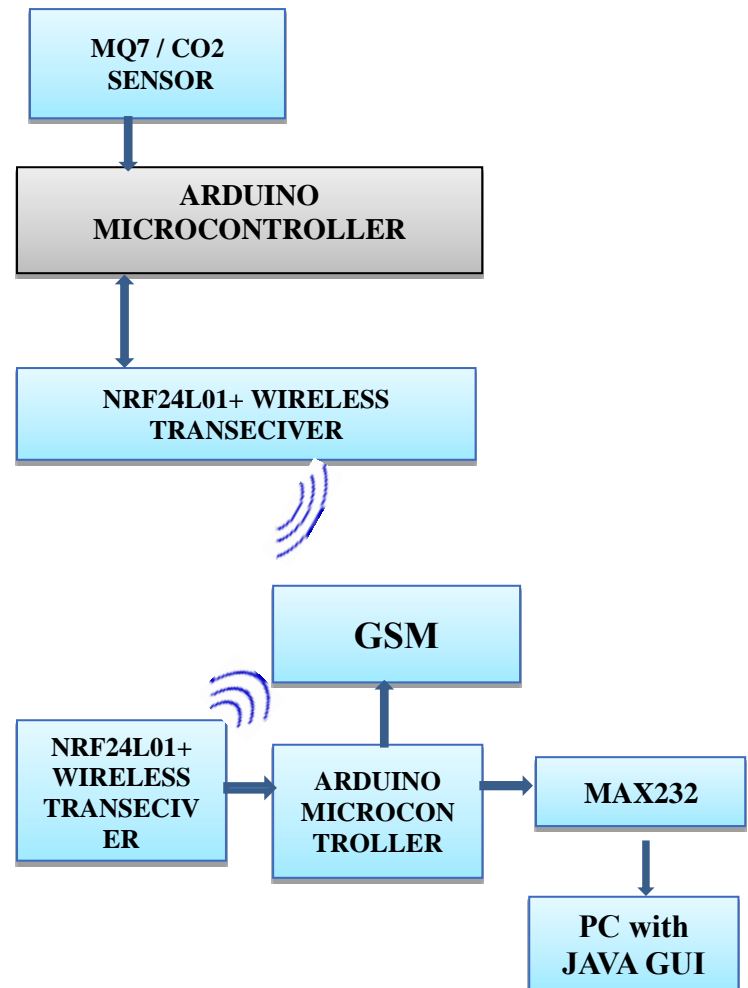 MQ7 / CO2
SENSOR
ARDUINO
MICROCONTROLLER
NRF24L01+ WIRELESS
TRANSECIVER
GSM
NRF24L01+
WIRELESS
TRANSECIV
ER
ARDUINO
MICROCON
TROLLER
MAX232
PC with
JAVA GUI